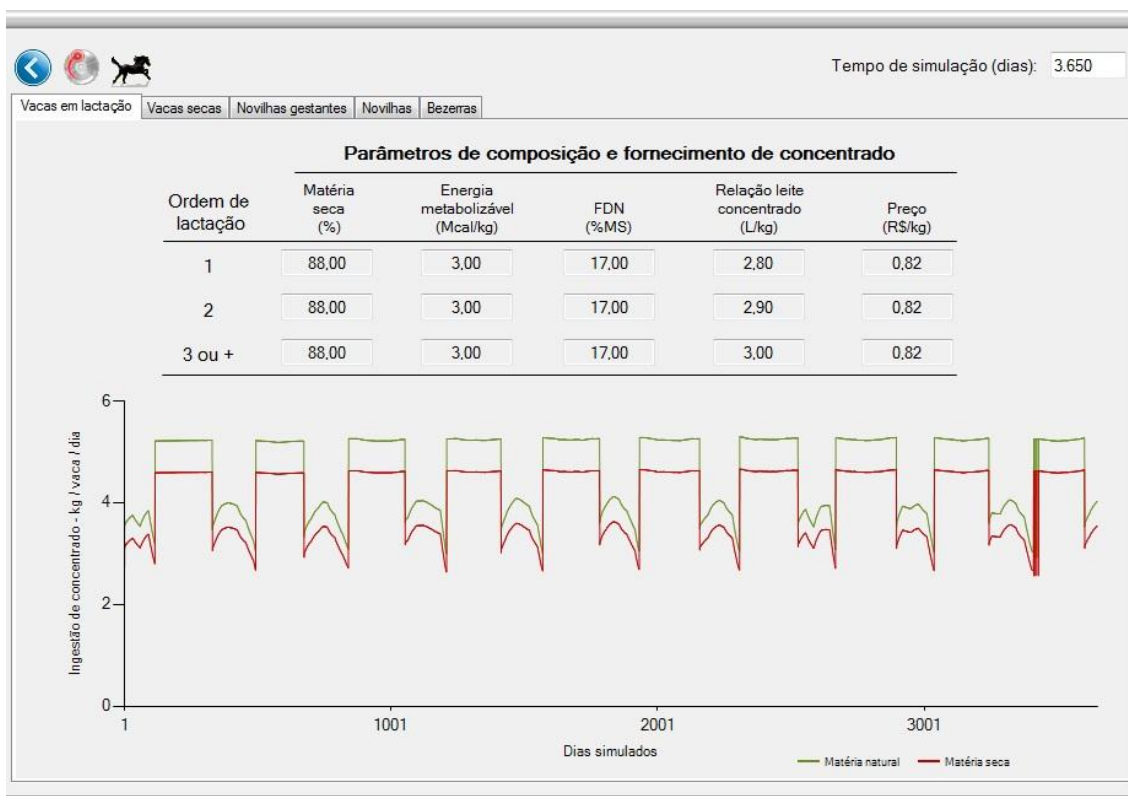 Tempo de simulação (dias): 3.650
Vacas em lactação Vacas secas Novilhas gestantes Novilhas Bezerras
Parâmetros de composição e fornecimento de concentrado
Ordem de lactação
Matéria seca (%)
Energia metabolizável (Mcal/kg)
FDN (%MS)
Relação leite concentrado (L/kg)
Preço (R$/kg)
1 88,00 3,00 17,00 2,80 0,82
2 88,00 3,00 17,00 2,90 0,82
3 ou + 88,00 3,00 17,00 3,00 0,82
Ingestão de concentrado - kg / vaca / dia
6
4
2
0
1 1001 2001 3001
Dias simulados
Matéria natural Matéria seca